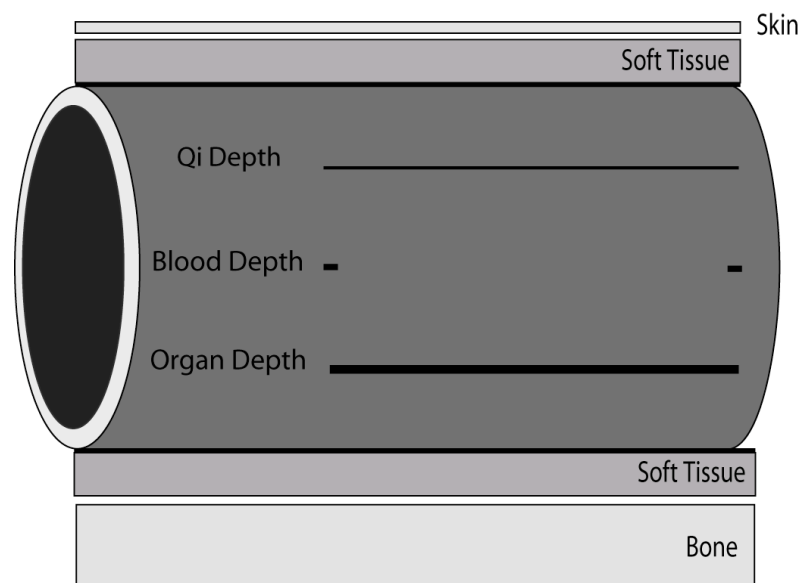 Skin
Soft Tissue
Qi Depth
Blood Depth
Organ Depth
Soft Tissue
Bone